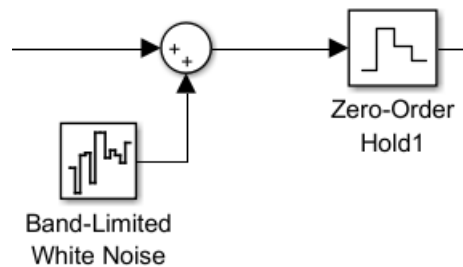 +
+
Zero-Order
Hold1
Band-Limited
White Noise